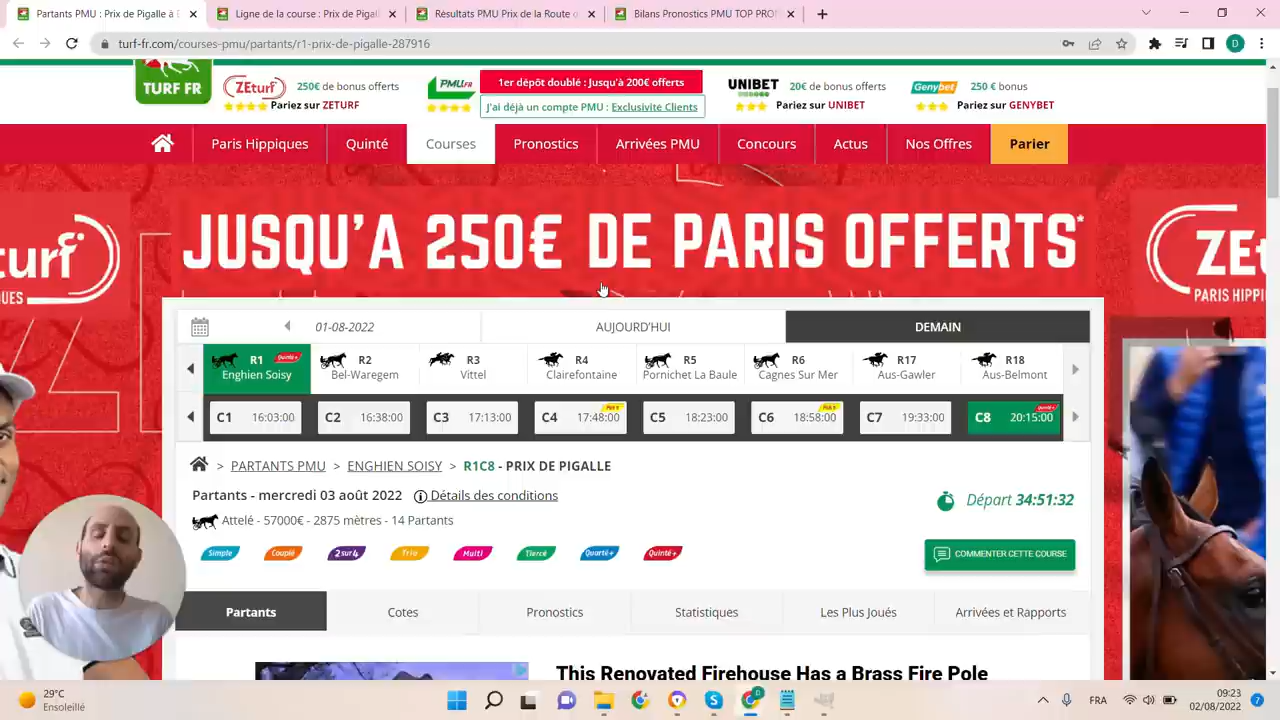 Partants PMU : Prix de Pigalle à E
Ligne de la course : Prix de Pigall
Résultats PMU Prix de la Route
Bilans Pronostics PMU TOP PRO
turf-fr.com/courses-pmu/partants/r1-prix-de-pigalle-287916
TURF FR
ZEturf
250€ de bonus offerts
Pariez sur ZETURF
PMU.FR
1er dépôt doublé : Jusqu'à 200€ offerts
J'ai déjà un compte PMU : Exclusivite Clients
UNIBET
20€ de bonus offerts
Pariez sur UNIBET
Genybet
250 € bonus
Pariez sur GENYBET
Paris Hippiques Quinté Courses Pronostics Arrivées PMU Concours Actus Nos Offres Parier
JUSQU'A 250€ DE PARIS OFFERTS*
01-08-2022 AUJOURD'HUI DEMAIN
R1 Quinté+ R2 R3 R4 R5 R6 R17 R18
Enghien Soisy Bel-Waregem Vittel Clairefontaine Pornichet La Baule Cagnes Sur Mer Aus-Gawler Aus-Belmont
C1 16:03:00 C2 16:38:00 C3 17:13:00 C4 17:48:00 C5 18:23:00 C6 18:58:00 C7 19:33:00 C8 20:15:00
> PARTANTS PMU > ENGHIEN SOISY > R1C8 - PRIX DE PIGALLE
Partants - mercredi 03 août 2022 Détails des conditions
Départ 34:51:32
Attelé - 57000€ - 2875 mètres - 14 Partants
Simple Couplé 2sur4 Trio Multi Tiercé Quarté+ Quinté+
COMMENTER CETTE COURSE
Partants Cotes Pronostics Statistiques Les Plus Joués Arrivées et Rapports
This Renovated Firehouse Has a Brass Fire Pole
29°C
Ensoleillé
FRA
09:23
02/08/2022